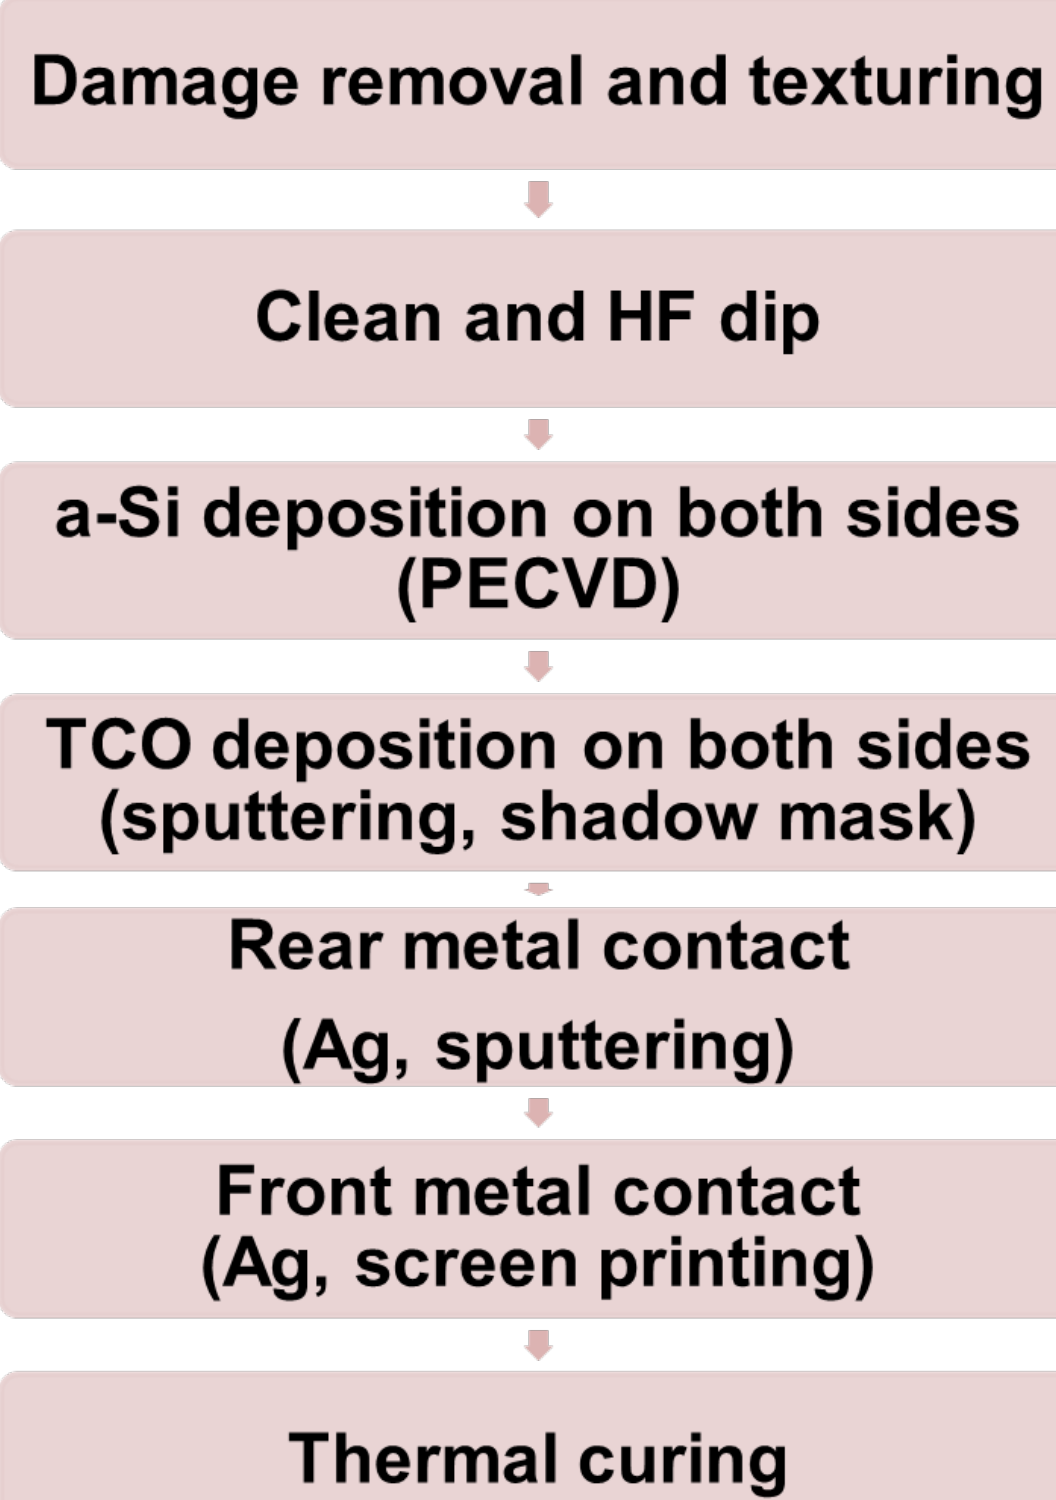 Damage removal and texturing
Clean and HF dip
a-Si deposition on both sides
(PECVD)
TCO deposition on both sides
(sputtering, shadow mask)
Rear metal contact
(Ag, sputtering)
Front metal contact
(Ag, screen printing)
Thermal curing